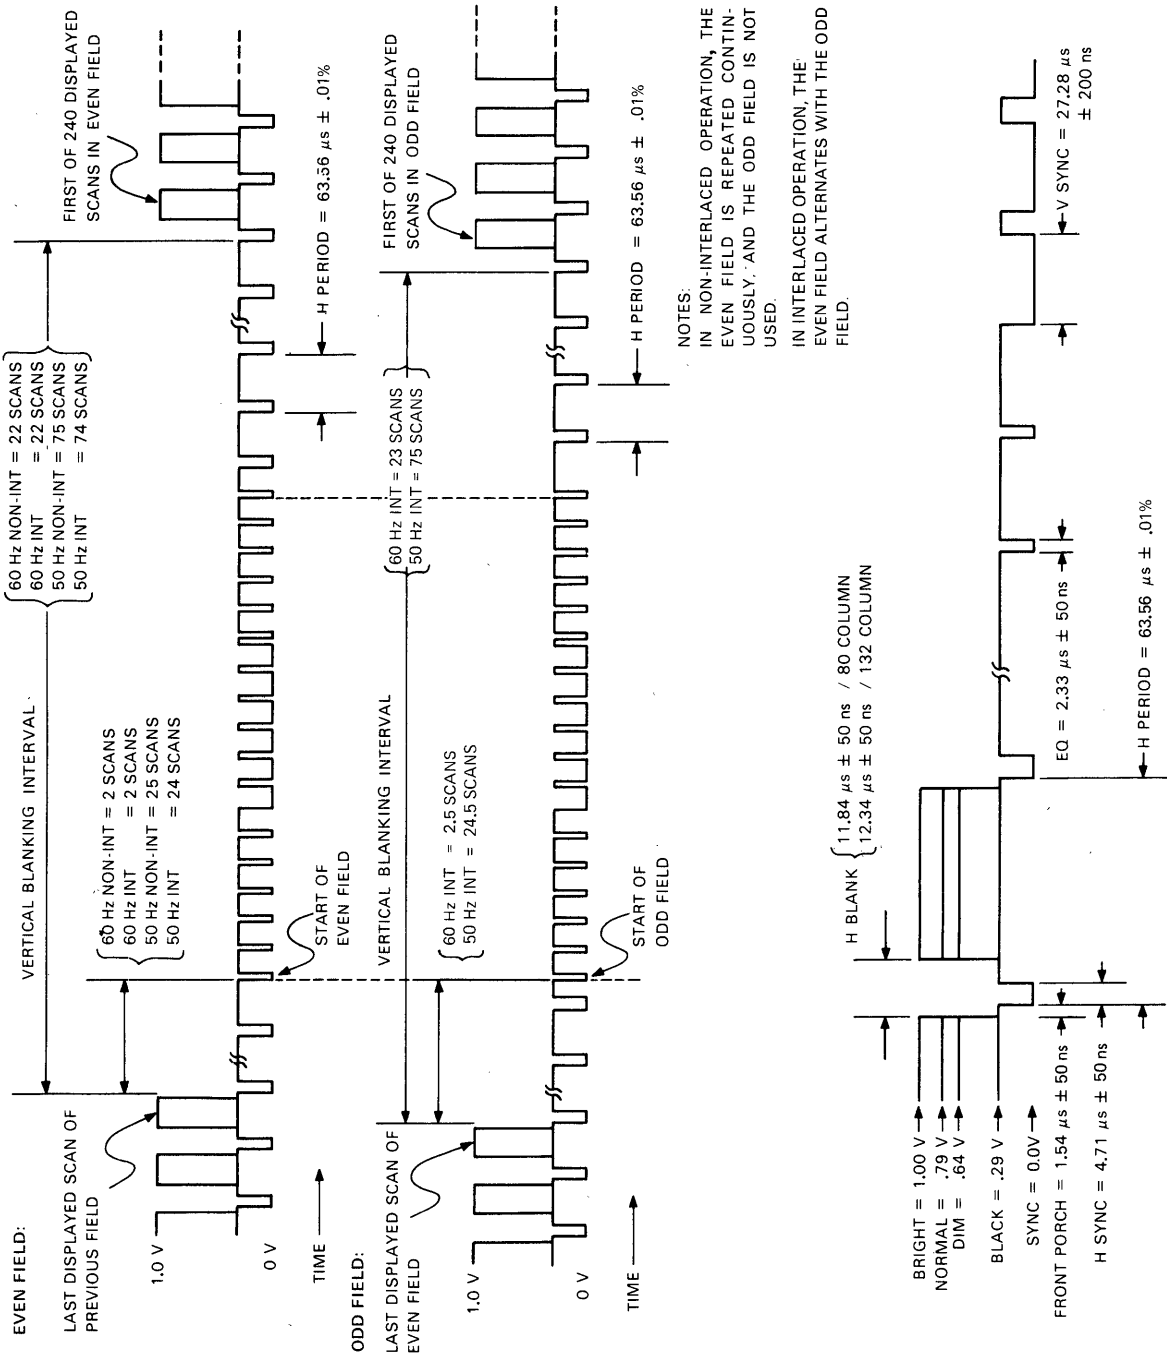 EVEN FIELD:
LAST DISPLAYED SCAN OF
PREVIOUS FIELD
1.0 V
0 V
TIME
VERTICAL BLANKING INTERVAL
60 Hz NON-INT = 2 SCANS
60 Hz INT = 2 SCANS
50 Hz NON-INT = 25 SCANS
50 Hz INT = 24 SCANS
60 Hz NON-INT = 22 SCANS
60 Hz INT = 22 SCANS
50 Hz NON-INT = 75 SCANS
50 Hz INT = 74 SCANS
FIRST OF 240 DISPLAYED
SCANS IN EVEN FIELD
START OF
EVEN FIELD
H PERIOD = 63.56 µs ± .01%
ODD FIELD:
LAST DISPLAYED SCAN OF
EVEN FIELD
1.0 V
0 V
TIME
VERTICAL BLANKING INTERVAL
60 Hz INT = 2.5 SCANS
50 Hz INT = 24.5 SCANS
60 Hz INT = 23 SCANS
50 Hz INT = 75 SCANS
FIRST OF 240 DISPLAYED
SCANS IN ODD FIELD
START OF
ODD FIELD
H PERIOD = 63.56 µs ± .01%
NOTES:
IN NON-INTERLACED OPERATION, THE
EVEN FIELD IS REPEATED CONTIN-
UOUSLY, AND THE ODD FIELD IS NOT
USED.
IN INTERLACED OPERATION, THE
EVEN FIELD ALTERNATES WITH THE ODD
FIELD.
H BLANK
11.84 µs ± 50 ns / 80 COLUMN
12.34 µs ± 50 ns / 132 COLUMN
BRIGHT = 1.00 V
NORMAL = .79 V
DIM = .64 V
BLACK = .29 V
SYNC = 0.0V
FRONT PORCH = 1.54 µs ± 50 ns
H SYNC = 4.71 µs ± 50ns
EQ = 2.33 µs ± 50 ns
V SYNC = 27.28 µs
± 200 ns
H PERIOD = 63.56 µs ± .01%